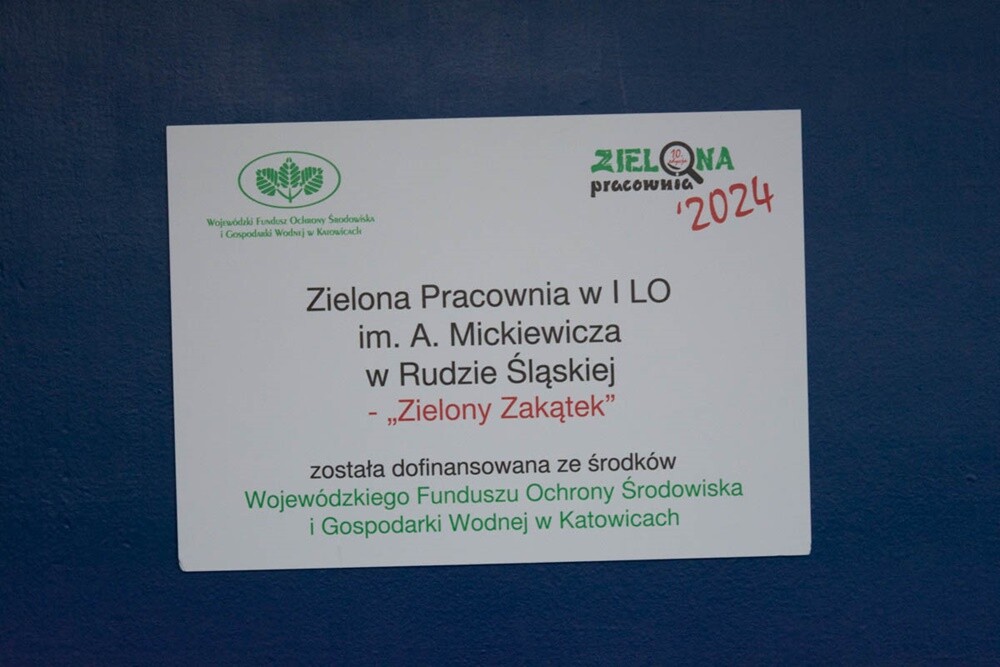 Wojewódzki Fundusz Ochrony Środowiska
i Gospodarki Wodnej w Katowicach
ZIELONA
10.
pracownia
'2024
Zielona Pracownia w I LO
im. A. Mickiewicza
w Rudzie Śląskiej
- „Zielony Zakątek”
została dofinansowana ze środków
Wojewódzkiego Funduszu Ochrony Środowiska
i Gospodarki Wodnej w Katowicach